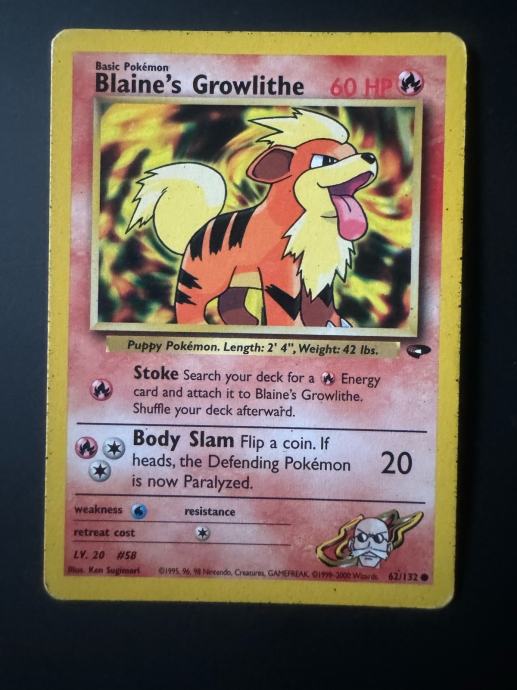 Basic Pokémon
Blaine's Growlithe 60 HP
Puppy Pokémon. Length: 2' 4", Weight: 42 lbs.
Stoke Search your deck for a Energy
card and attach it to Blaine's Growlithe.
Shuffle your deck afterward.
Body Slam Flip a coin. If
heads, the Defending Pokémon
is now Paralyzed.
20
weakness resistance
retreat cost
LV. 20 #58
Illus. Ken Sugimori
©1995, 96, 98 Nintendo, Creatures, GAMEFREAK. ©1999-2000 Wizards.
62/132